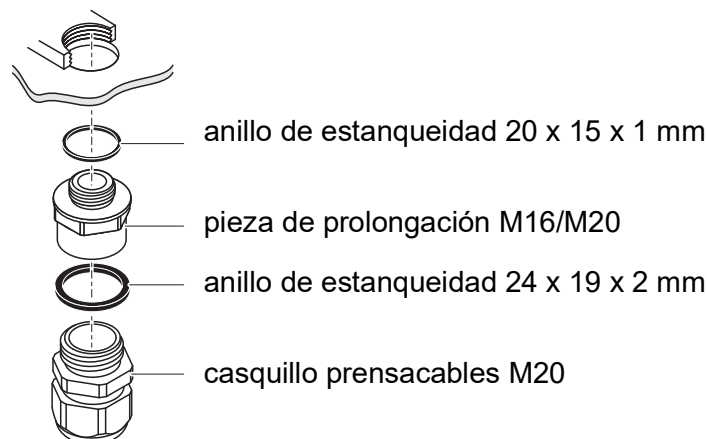 anillo de estanqueidad 20 x 15 x 1 mm
pieza de prolongación M16/M20
anillo de estanqueidad 24 x 19 x 2 mm
casquillo prensacables M20